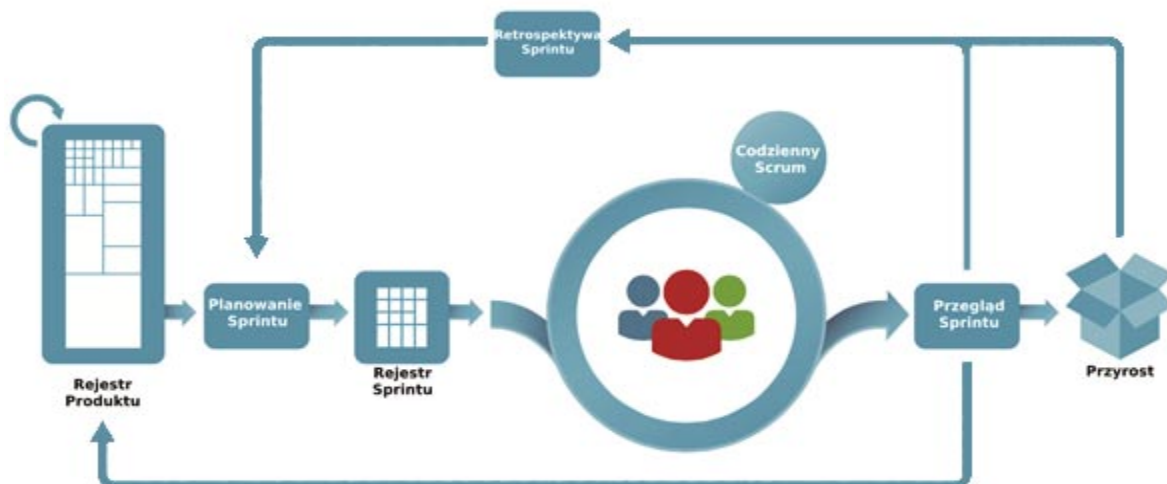 Retrospektywa
Sprintu
Codzienny
Scrum
Planowanie
Sprintu
Przegląd
Sprintu
Rejestr
Produktu
Rejestr
Sprintu
Przyrost